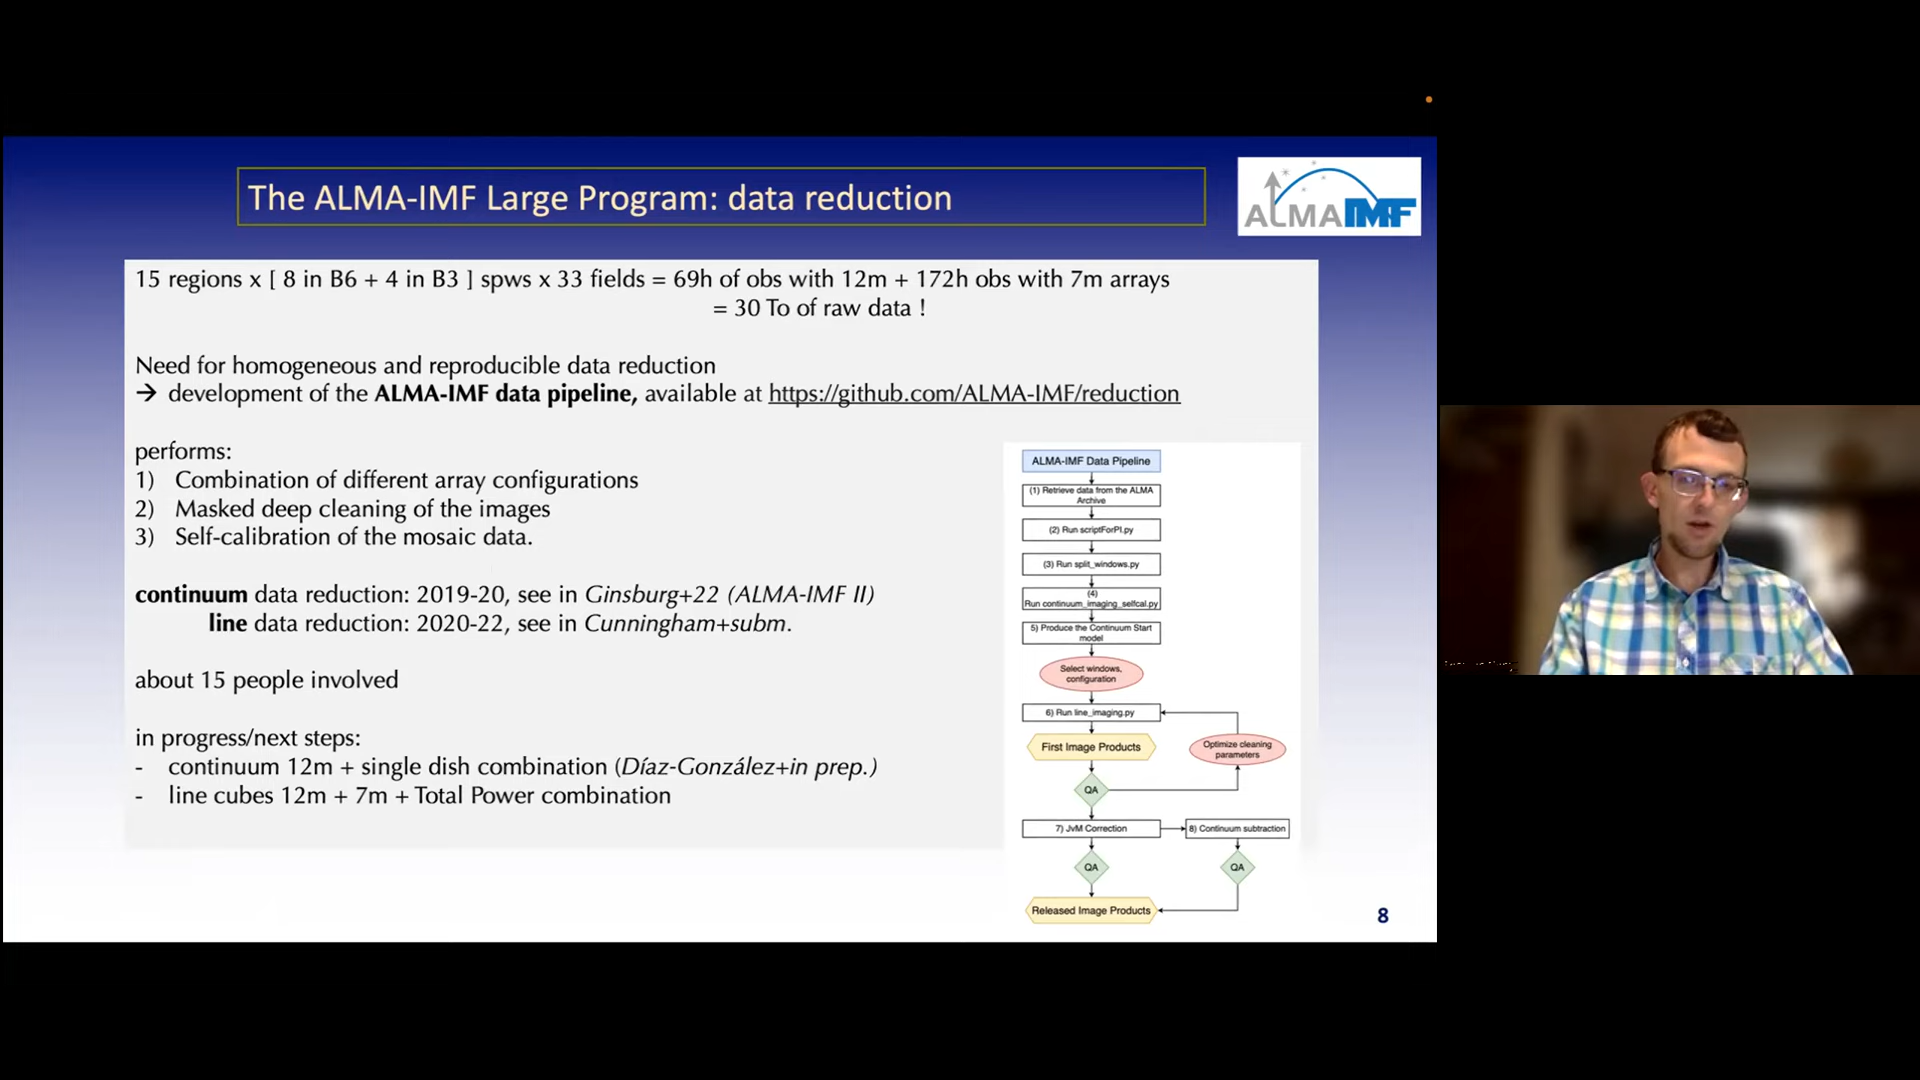 The ALMA-IMF Large Program: data reduction
ALMAIMF
15 regions x [ 8 in B6 + 4 in B3 ] spws x 33 fields = 69h of obs with 12m + 172h obs with 7m arrays
= 30 To of raw data !
Need for homogeneous and reproducible data reduction
→ development of the ALMA-IMF data pipeline, available at https://github.com/ALMA-IMF/reduction
performs:
1) Combination of different array configurations
2) Masked deep cleaning of the images
3) Self-calibration of the mosaic data.
continuum data reduction: 2019-20, see in Ginsburg+22 (ALMA-IMF II)
line data reduction: 2020-22, see in Cunningham+subm.
about 15 people involved
in progress/next steps:
- continuum 12m + single dish combination (Díaz-González+in prep.)
- line cubes 12m + 7m + Total Power combination
ALMA-IMF Data Pipeline
(1) Retrieve data from the ALMA
Archive
(2) Run scriptForPI.py
(3) Run split_windows.py
(4)
Run continuum_imaging_selfcal.py
5) Produce the Continuum Start
model
Select windows,
configuration
6) Run line_imaging.py
First Image Products
Optimize cleaning
parameters
QA
7) JvM Correction
8) Continuum subtraction
QA
QA
Released Image Products
8